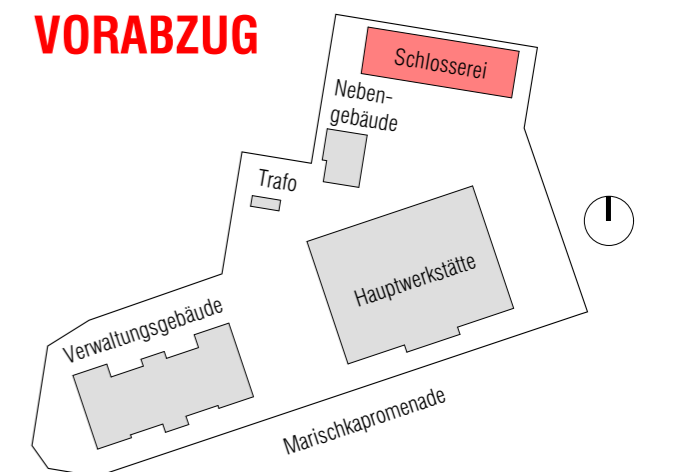 VORABZUG
Schlosserei
Neben-
gebäude
Trafo
Hauptwerkstätte
Verwaltungsgebäude
Marischkapromenade